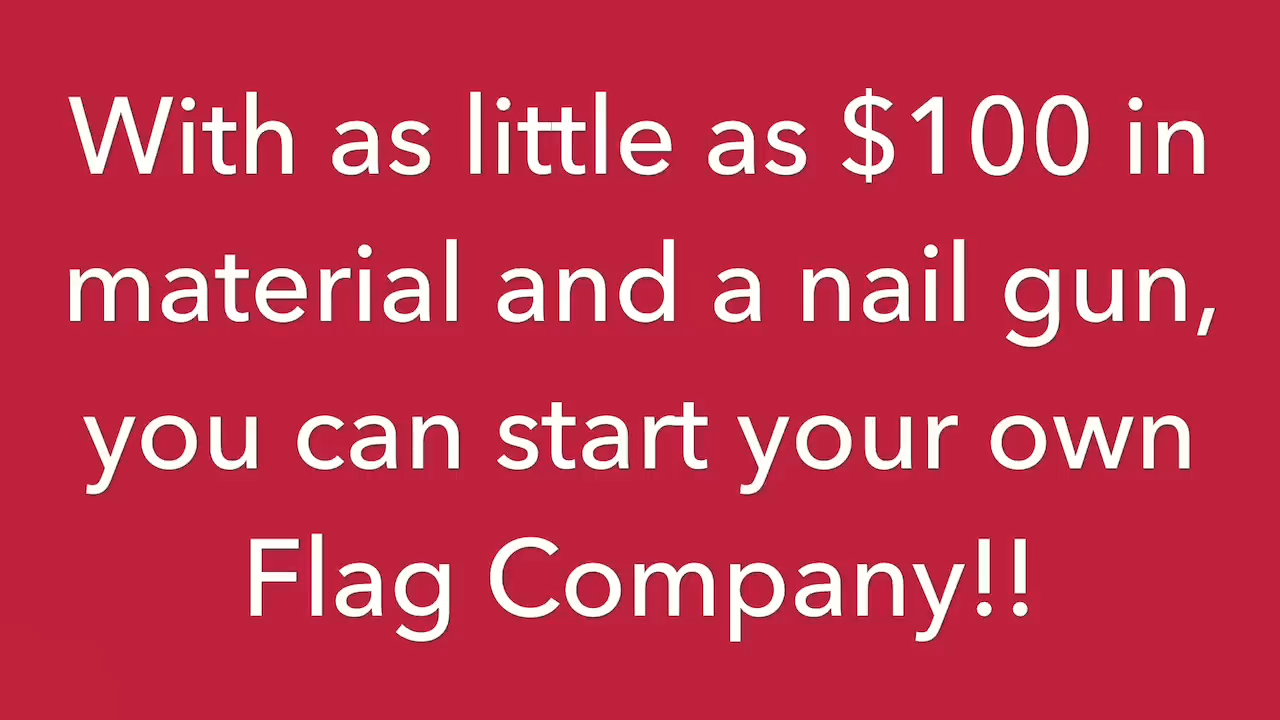 With as little as $100 in
material and a nail gun,
you can start your own
Flag Company!!